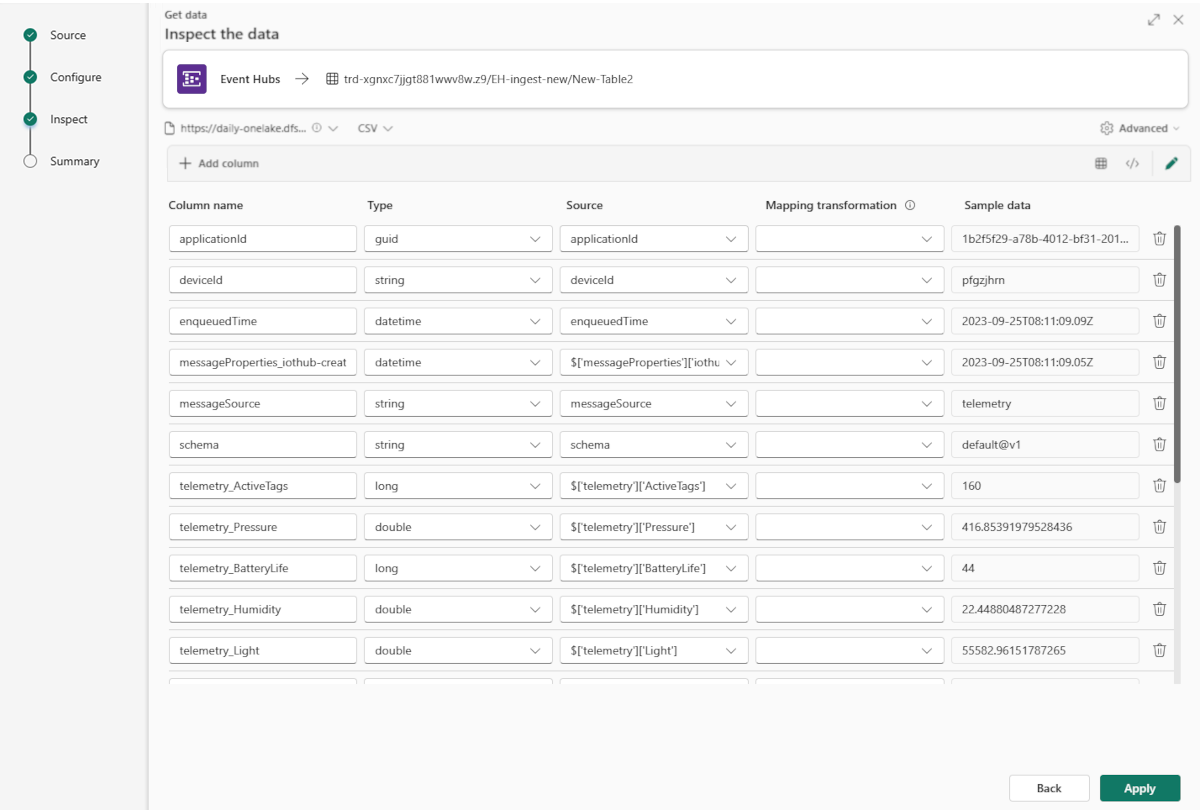 Get data
Source
Inspect the data
Configure
Event Hubs → trd-xgnxc7jjgt881wwv8w.z9/EH-ingest-new/New-Table2
Inspect
https://daily-onelake.dfs... CSV Advanced
Summary
+ Add column </>
Column name Type Source Mapping transformation Sample data
applicationId guid applicationId 1b2f5f29-a78b-4012-bf31-201...
deviceId string deviceId pfgzjhrn
enqueuedTime datetime enqueuedTime 2023-09-25T08:11:09.09Z
messageProperties_iothub-creat datetime $['messageProperties']['iothu 2023-09-25T08:11:09.05Z
messageSource string messageSource telemetry
schema string schema default@v1
telemetry_ActiveTags long $['telemetry']['ActiveTags'] 160
telemetry_Pressure double $['telemetry']['Pressure'] 416.85391979528436
telemetry_BatteryLife long $['telemetry']['BatteryLife'] 44
telemetry_Humidity double $['telemetry']['Humidity'] 22.44880487277228
telemetry_Light double $['telemetry']['Light'] 55582.96151787265
Back Apply